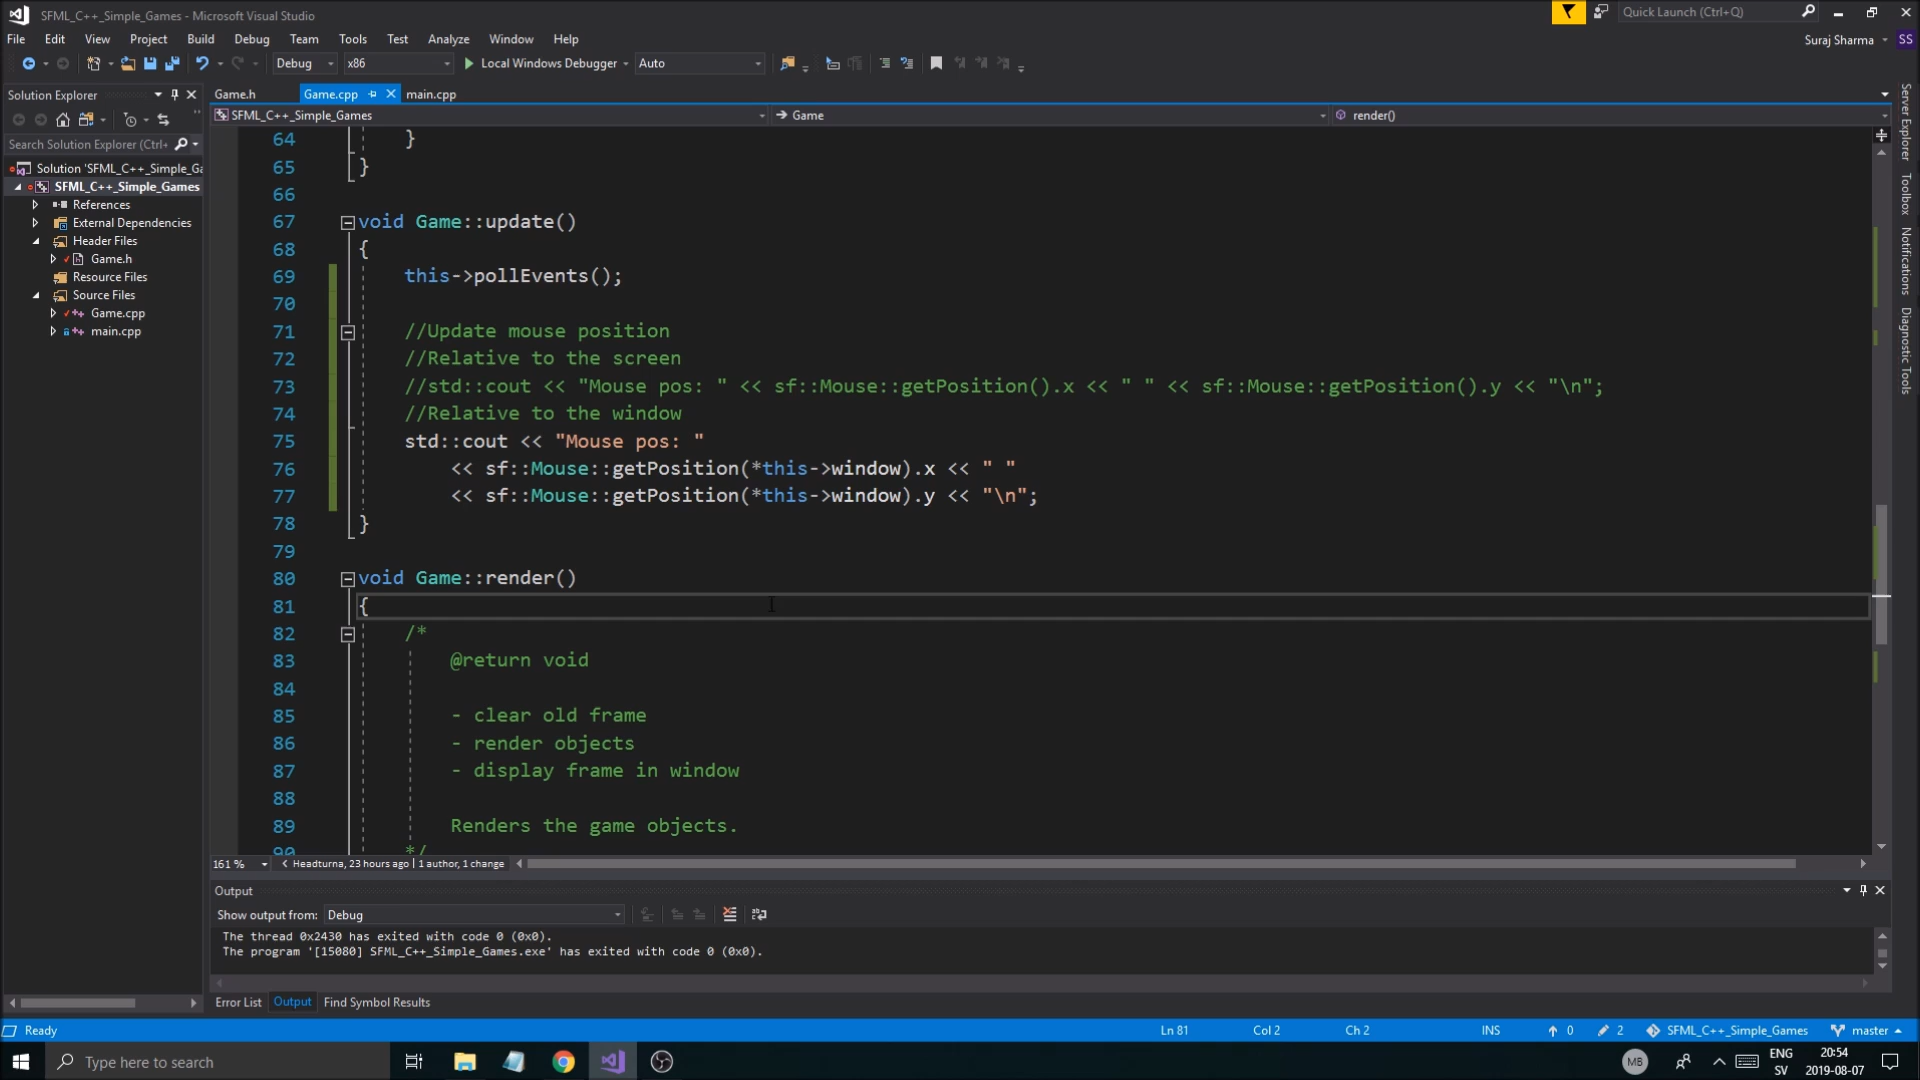 SFML_C++_Simple_Games - Microsoft Visual Studio
Quick Launch (Ctrl+Q)
File Edit View Project Build Debug Team Tools Test Analyze Window Help
Suraj Sharma SS
Debug x86 Local Windows Debugger Auto
Solution Explorer
Game.h Game.cpp main.cpp
SFML_C++_Simple_Games Game render()
Search Solution Explorer (Ctrl+
Solution 'SFML_C++_Simple_Ga
SFML_C++_Simple_Games
References
External Dependencies
Header Files
Game.h
Resource Files
Source Files
Game.cpp
main.cpp
64 }
65 }
66
67 void Game::update()
68 {
69 this->pollEvents();
70
71 //Update mouse position
72 //Relative to the screen
73 //std::cout << "Mouse pos: " << sf::Mouse::getPosition().x << " " << sf::Mouse::getPosition().y << "\n";
74 //Relative to the window
75 std::cout << "Mouse pos: "
76 << sf::Mouse::getPosition(*this->window).x << " "
77 << sf::Mouse::getPosition(*this->window).y << "\n";
78 }
79
80 void Game::render()
81 {
82 /*
83 @return void
84
85 - clear old frame
86 - render objects
87 - display frame in window
88
89 Renders the game objects.
90 */
Server Explorer
Toolbox
Notifications
Diagnostic Tools
161 % Headturna, 23 hours ago | 1 author, 1 change
Output
Show output from: Debug
The thread 0x2430 has exited with code 0 (0x0).
The program '[15080] SFML_C++_Simple_Games.exe' has exited with code 0 (0x0).
Error List Output Find Symbol Results
Ready Ln 81 Col 2 Ch 2 INS 0 2 SFML_C++_Simple_Games master
Type here to search
MB
ENG
SV
20:54
2019-08-07